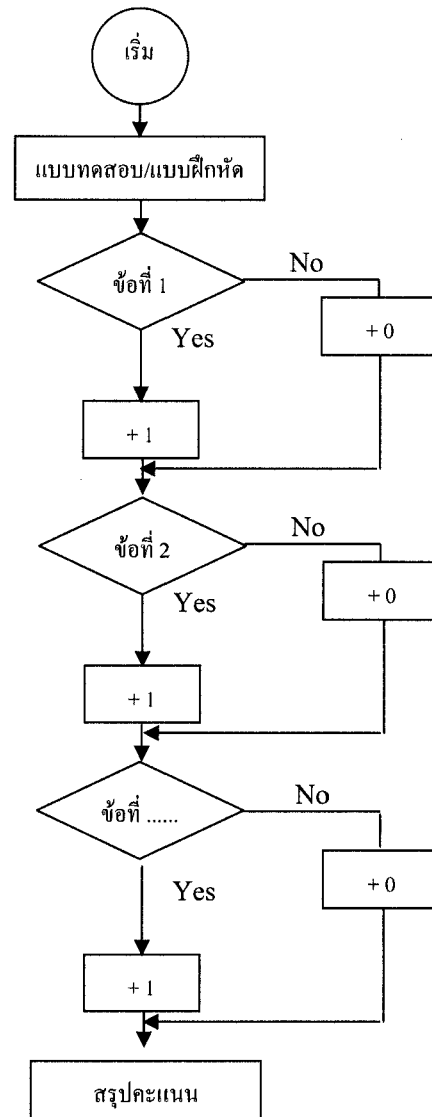 เริ่ม
แบบทดสอบ/แบบฝึกหัด
ข้อที่ 1
No
Yes
+ 0
+ 1
ข้อที่ 2
No
Yes
+ 0
+ 1
ข้อที่ ......
No
Yes
+ 0
+ 1
สรุปคะแนน